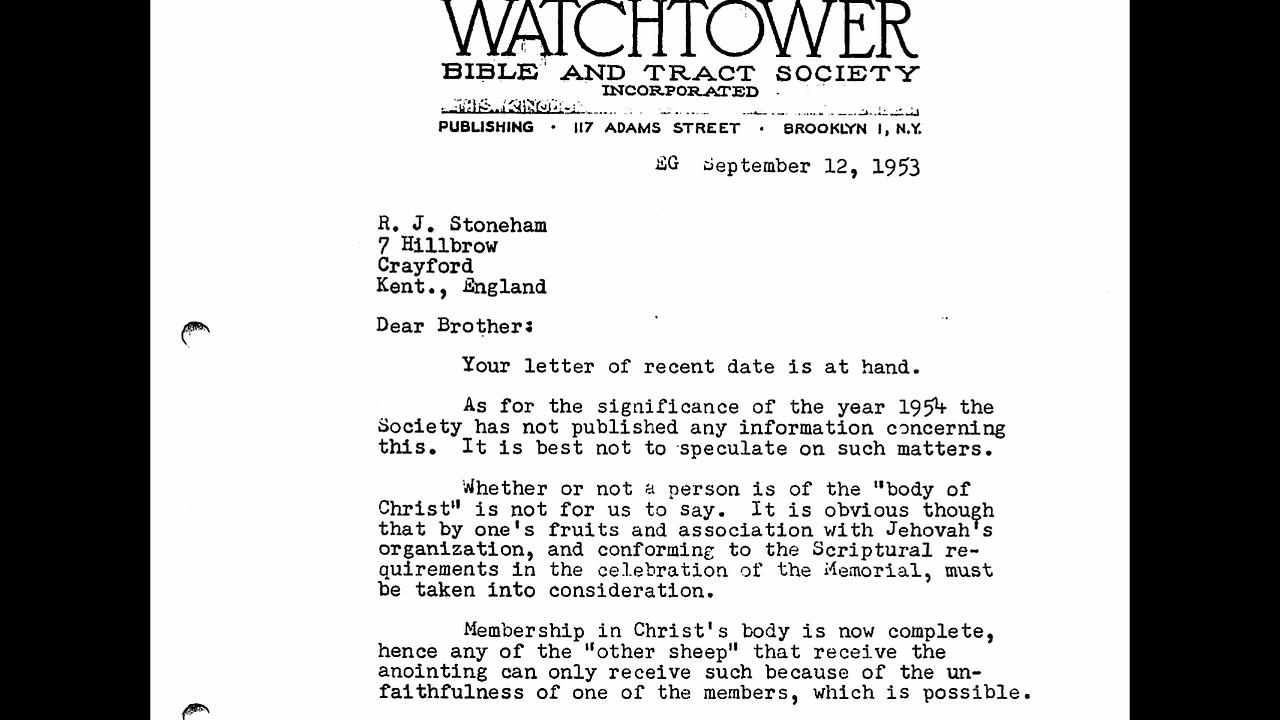 WATCHTOWER
BIBLE AND TRACT SOCIETY
INCORPORATED
PUBLISHING • 117 ADAMS STREET • BROOKLYN 1, N.Y.
EG September 12, 1953
R. J. Stoneham
7 Hillbrow
Crayford
Kent., England
Dear Brother:
Your letter of recent date is at hand.
As for the significance of the year 1954 the
Society has not published any information concerning
this. It is best not to speculate on such matters.
Whether or not a person is of the "body of
Christ" is not for us to say. It is obvious though
that by one's fruits and association with Jehovah's
organization, and conforming to the Scriptural re-
quirements in the celebration of the Memorial, must
be taken into consideration.
Membership in Christ's body is now complete,
hence any of the "other sheep" that receive the
anointing can only receive such because of the un-
faithfulness of one of the members, which is possible.